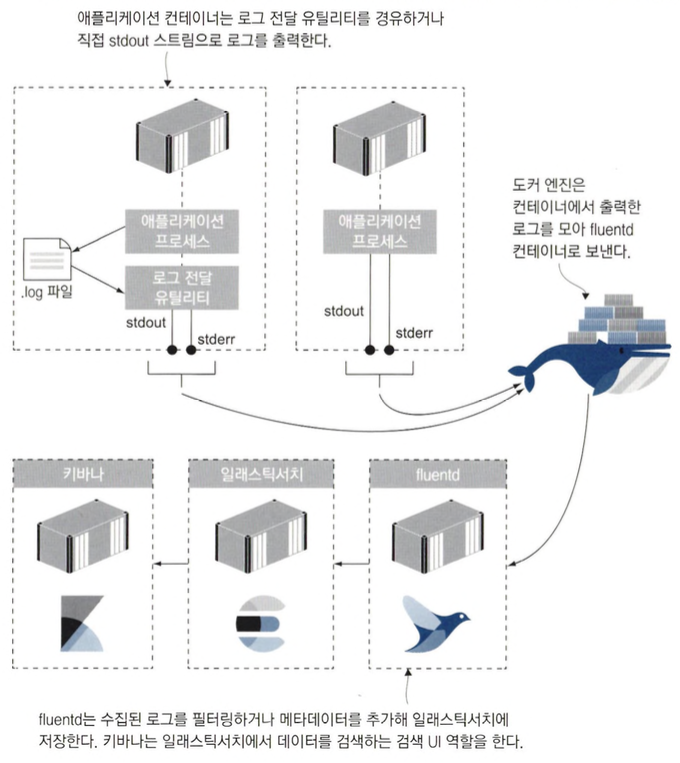 애플리케이션 컨테이너는 로그 전달 유틸리티를 경유하거나
직접 stdout 스트림으로 로그를 출력한다.
애플리케이션
프로세스
.log 파일
로그 전달
유틸리티
stdout
stderr
애플리케이션
프로세스
stdout
stderr
도커 엔진은
컨테이너에서 출력한
로그를 모아 fluentd
컨테이너로 보낸다.
키바나
일래스틱서치
fluentd
fluentd는 수집된 로그를 필터링하거나 메타데이터를 추가해 일래스틱서치에
저장한다. 키바나는 일래스틱서치에서 데이터를 검색하는 검색 UI 역할을 한다.